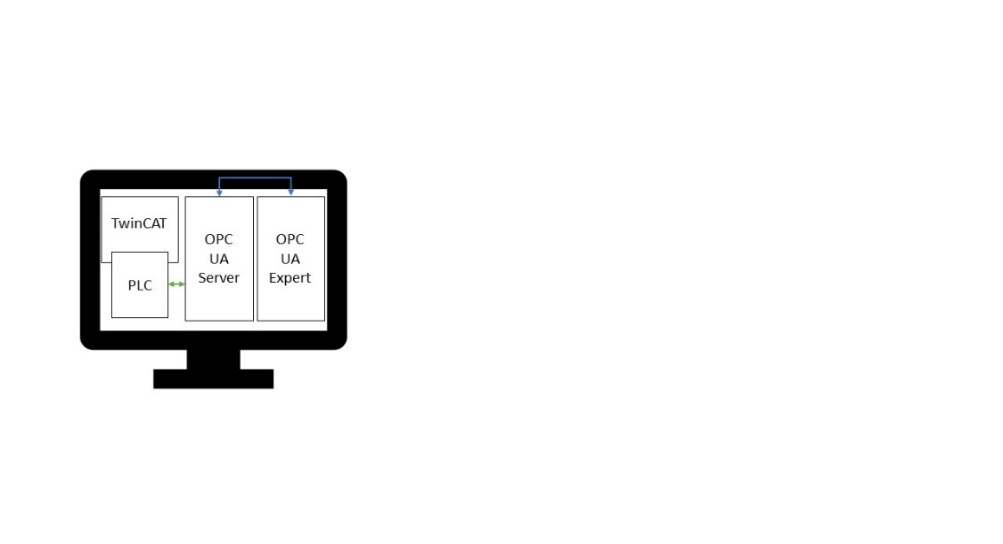 TwinCAT
PLC
OPC
UA
Server
OPC
UA
Expert